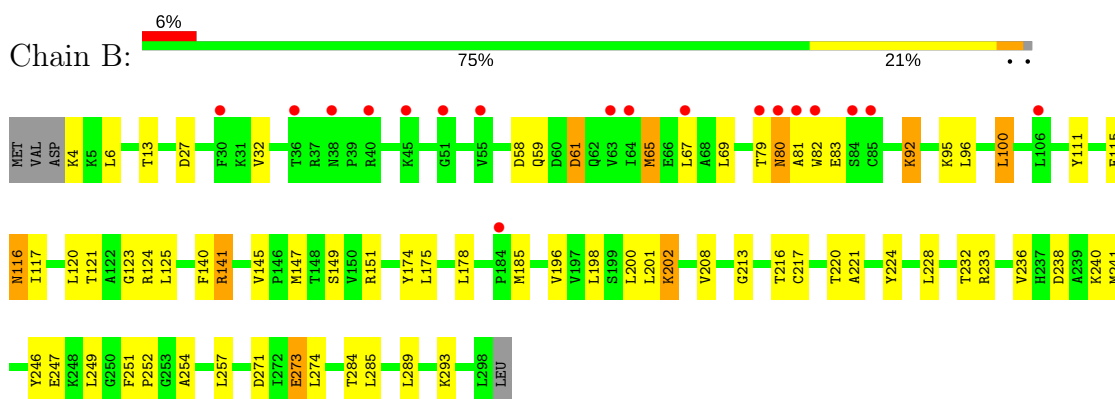 6%
Chain B:
75% 21% • •
MET VAL ASP K4 K5 L6 T13 D27 F30 K31 V32 T36 R37 N38 P39 R40 K45 G51 V55 D58 Q59 D60 D61 Q62 V63 I64 M65 E66 L67 A68 L69 T79 N80 A81 W82 E83 S84 C85 K92 K95 L96 L100 L106 Y111
N116 I117 L120 T121 A122 G123 R124 L125 F140 R141 V145 P146 M147 T148 S149 V150 R151 Y174 L175 L178 P184 M185 V196 V197 L198 S199 L200 L201 K202 V208 G213 T216 C217 T220 A221 Y224 L228 T232 R233 V236 H237 D238 A239 K240
Y246 E247 K248 L249 G250 F251 P252 G253 A254 L257 D271 I272 E273 L274 T284 L285 L289 K293 L298 LEU